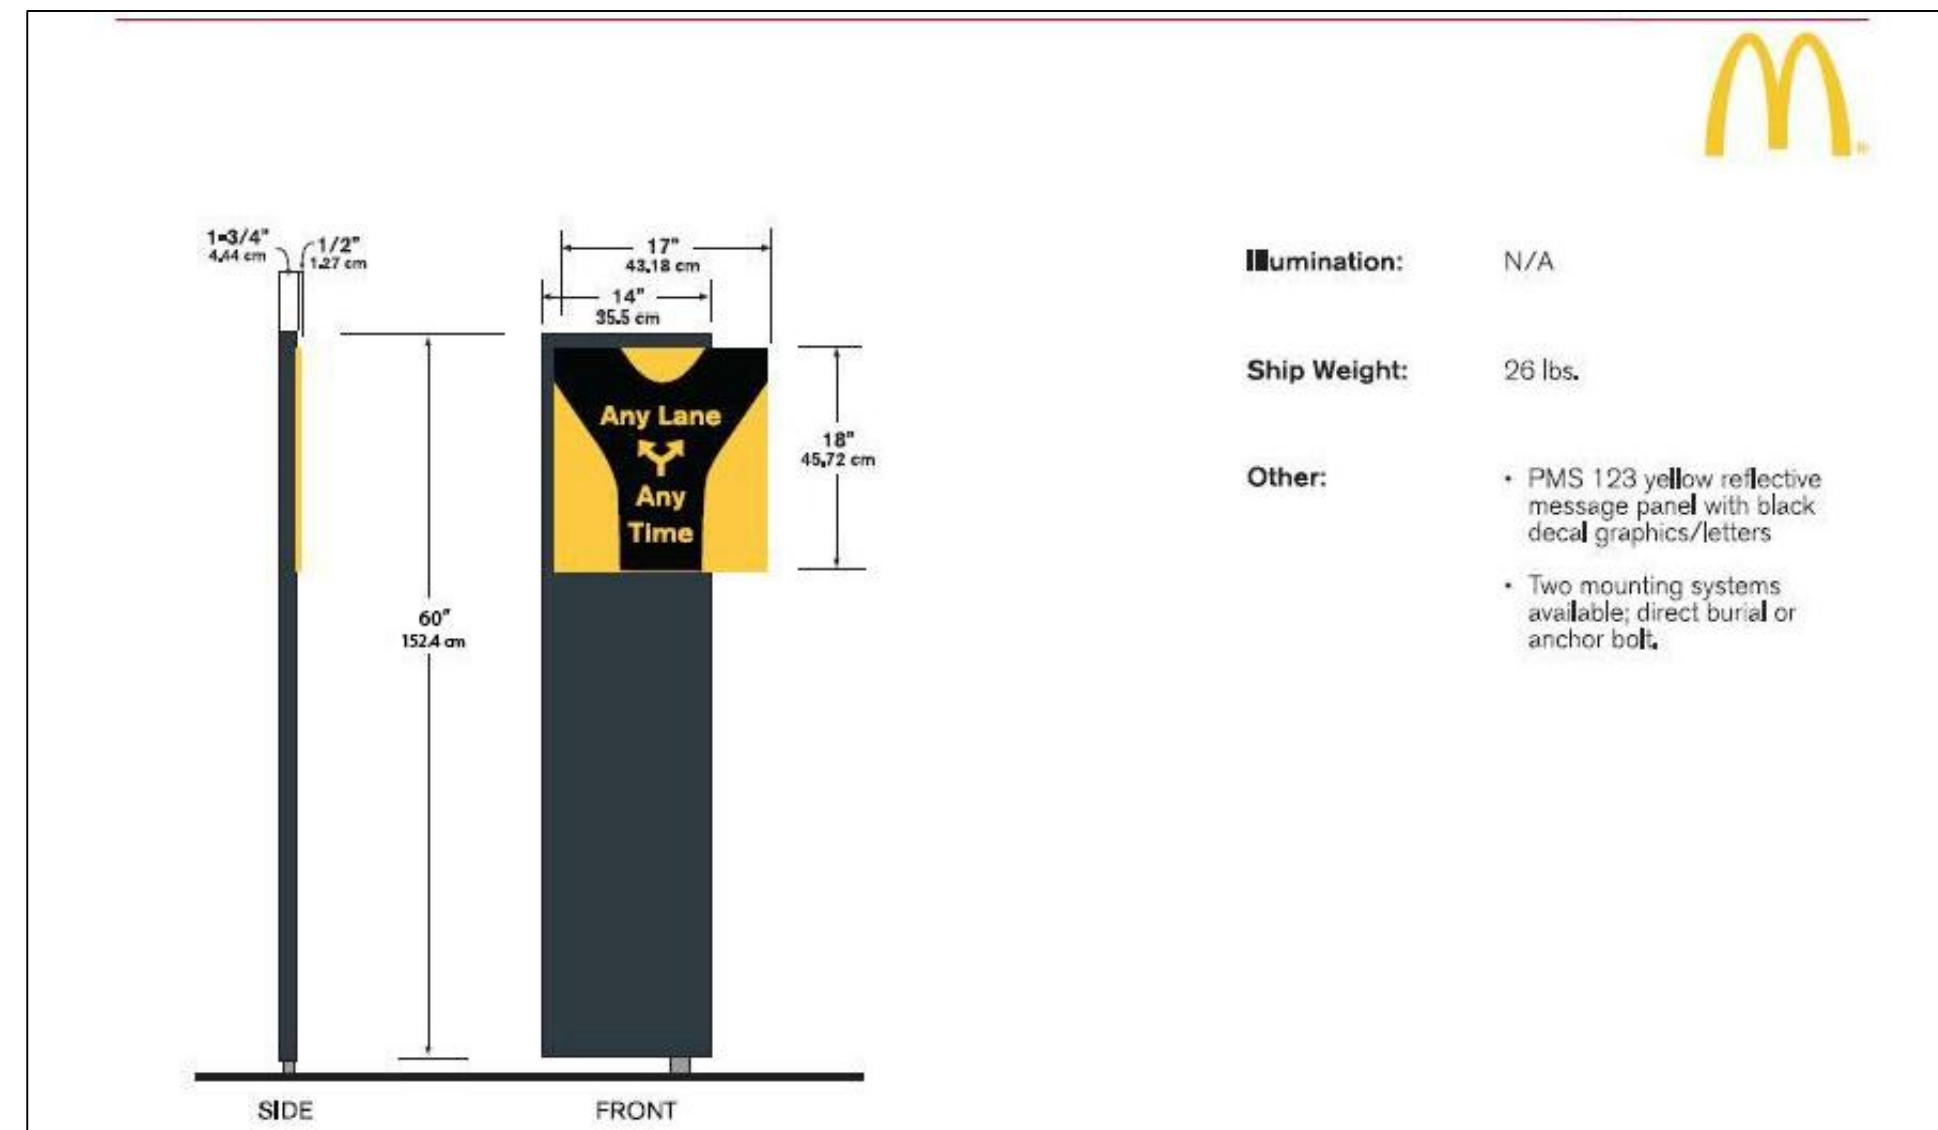 1-3/4"
4.44 cm
1/2"
1.27 cm
17"
43.18 cm
14"
35.5 cm
Any Lane
Any
Time
18"
45.72 cm
60"
152.4 cm
SIDE
FRONT
Illumination: N/A
Ship Weight: 26 lbs.
Other: • PMS 123 yellow reflective
message panel with black
decal graphics/letters
• Two mounting systems
available; direct burial or
anchor bolt.
®